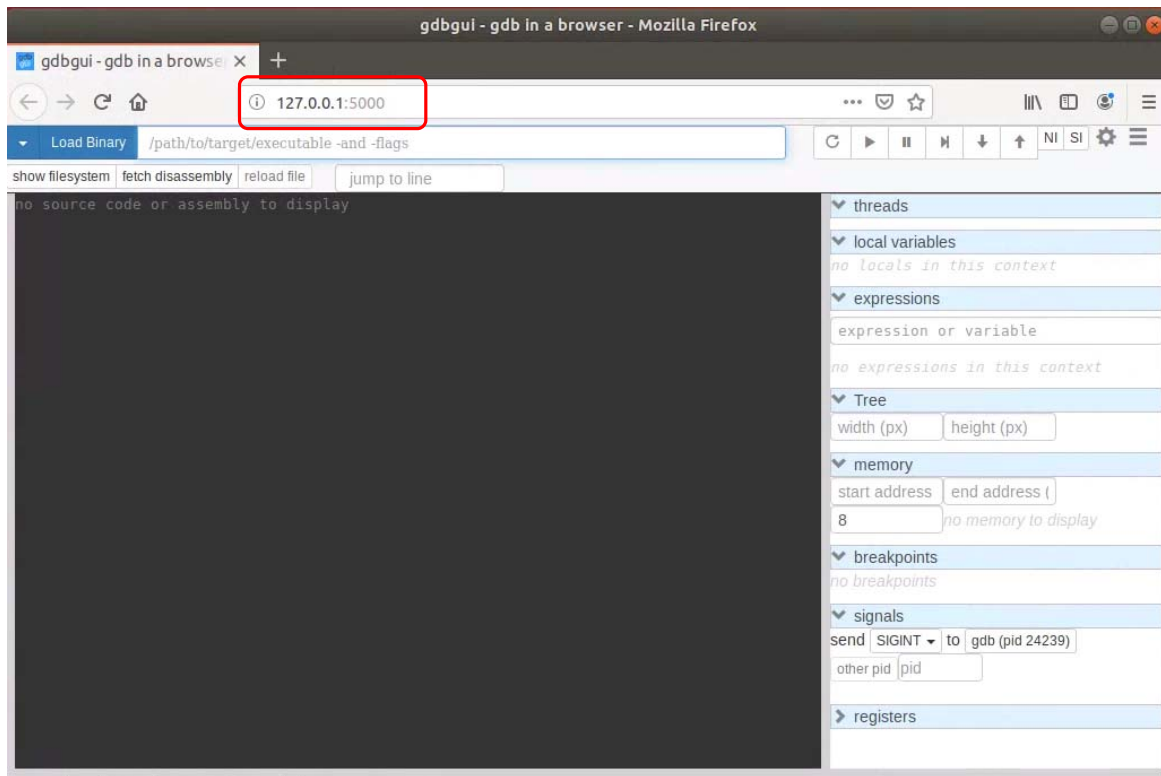 gdbgui - gdb in a browser - Mozilla Firefox
gdbgui - gdb in a browse
127.0.0.1:5000
Load Binary /path/to/target/executable -and -flags NI SI
show filesystem fetch disassembly reload file jump to line
no source code or assembly to display
threads
local variables
no locals in this context
expressions
expression or variable
no expressions in this context
Tree
width (px) height (px)
memory
start address end address (
8 no memory to display
breakpoints
no breakpoints
signals
send SIGINT to gdb (pid 24239)
other pid pid
registers